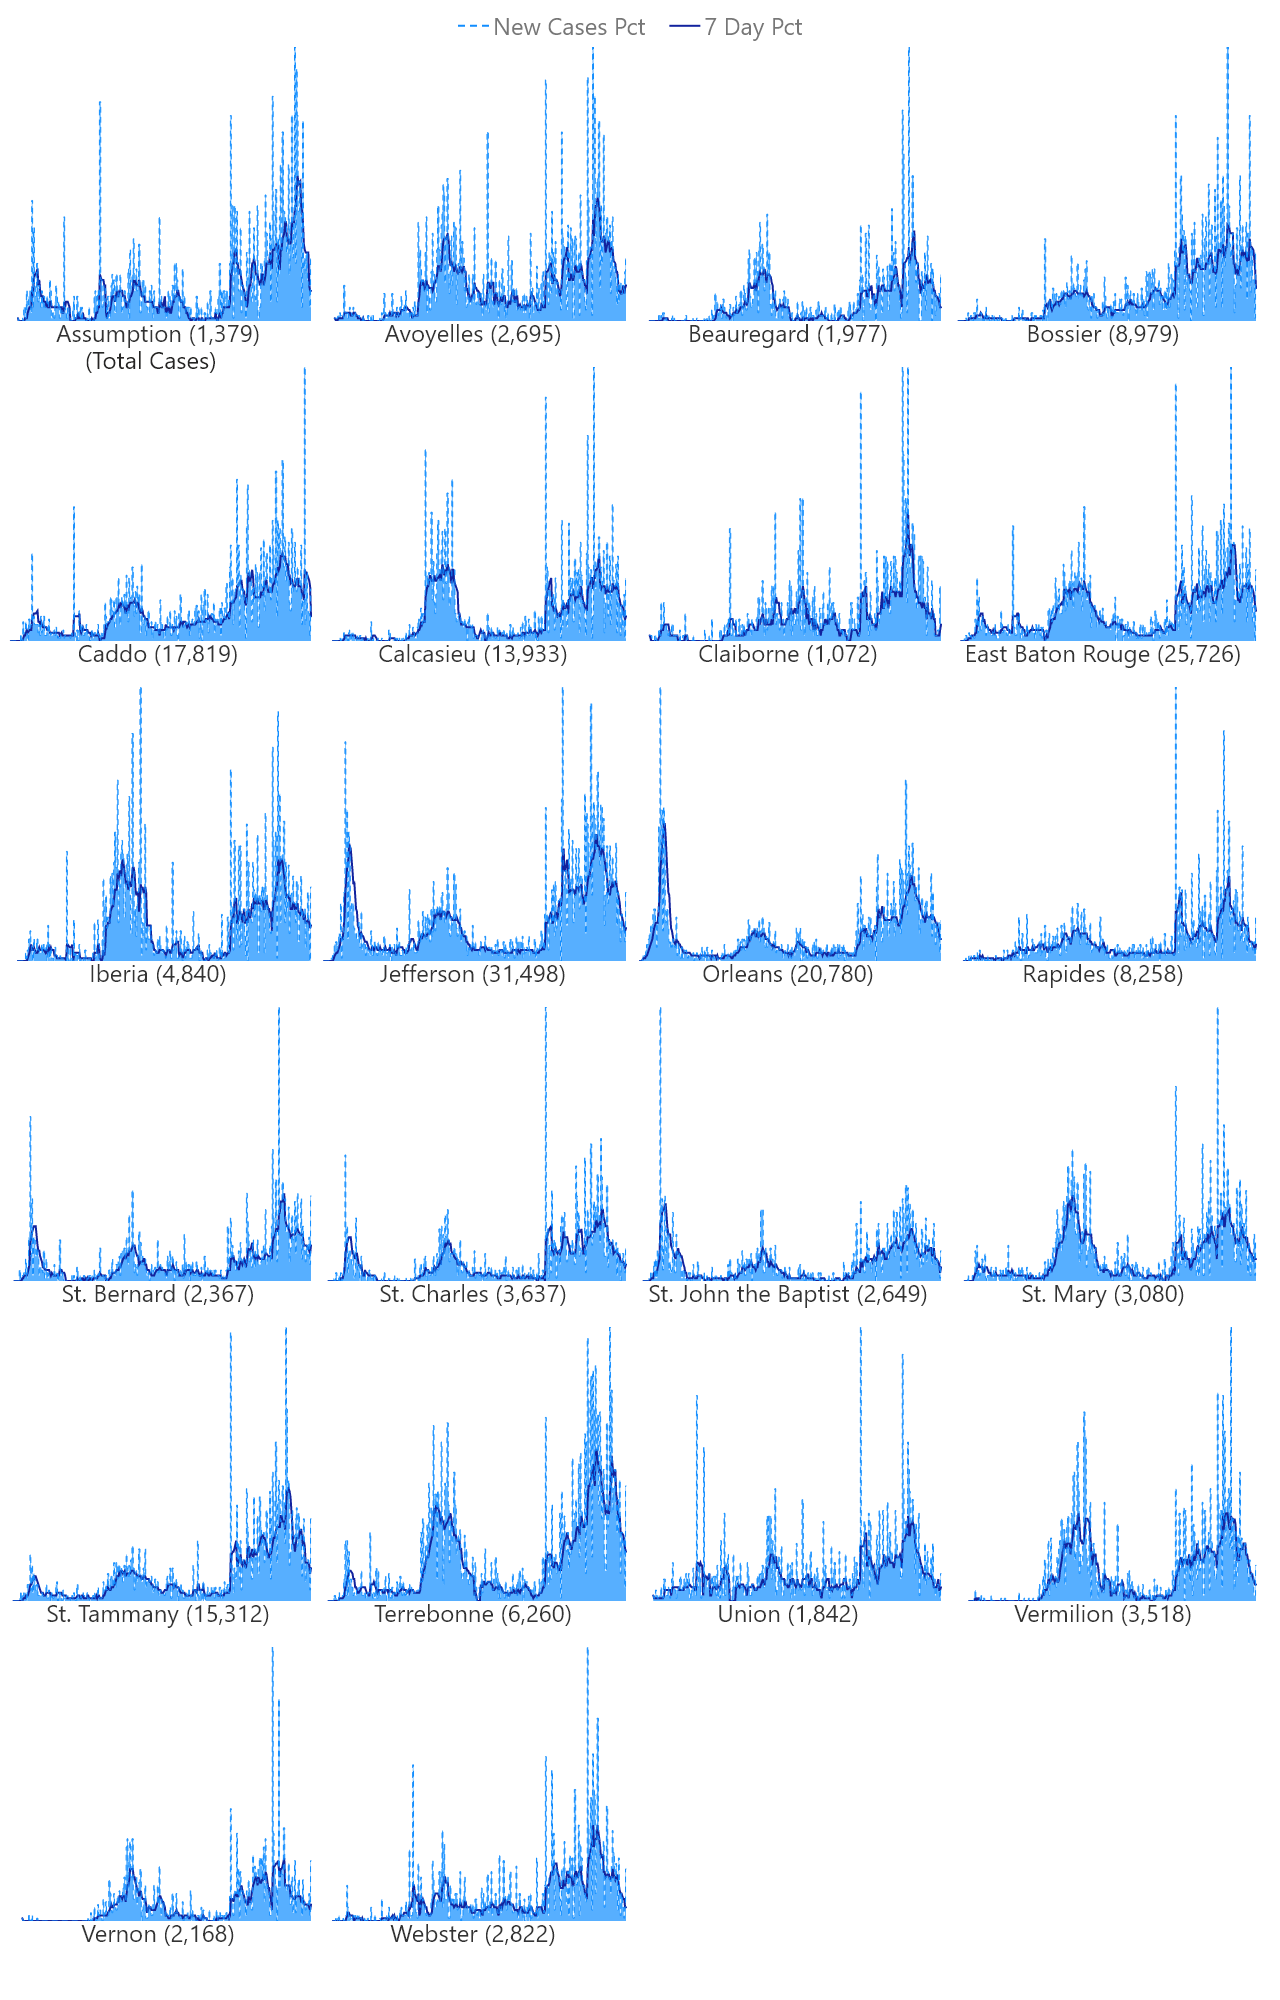 New Cases Pct 7 Day Pct
Assumption (1,379) Avoyelles (2,695) Beauregard (1,977) Bossier (8,979)
(Total Cases)
Caddo (17,819) Calcasieu (13,933) Claiborne (1,072) East Baton Rouge (25,726)
Iberia (4,840) Jefferson (31,498) Orleans (20,780) Rapides (8,258)
St. Bernard (2,367) St. Charles (3,637) St. John the Baptist (2,649) St. Mary (3,080)
St. Tammany (15,312) Terrebonne (6,260) Union (1,842) Vermilion (3,518)
Vernon (2,168) Webster (2,822)